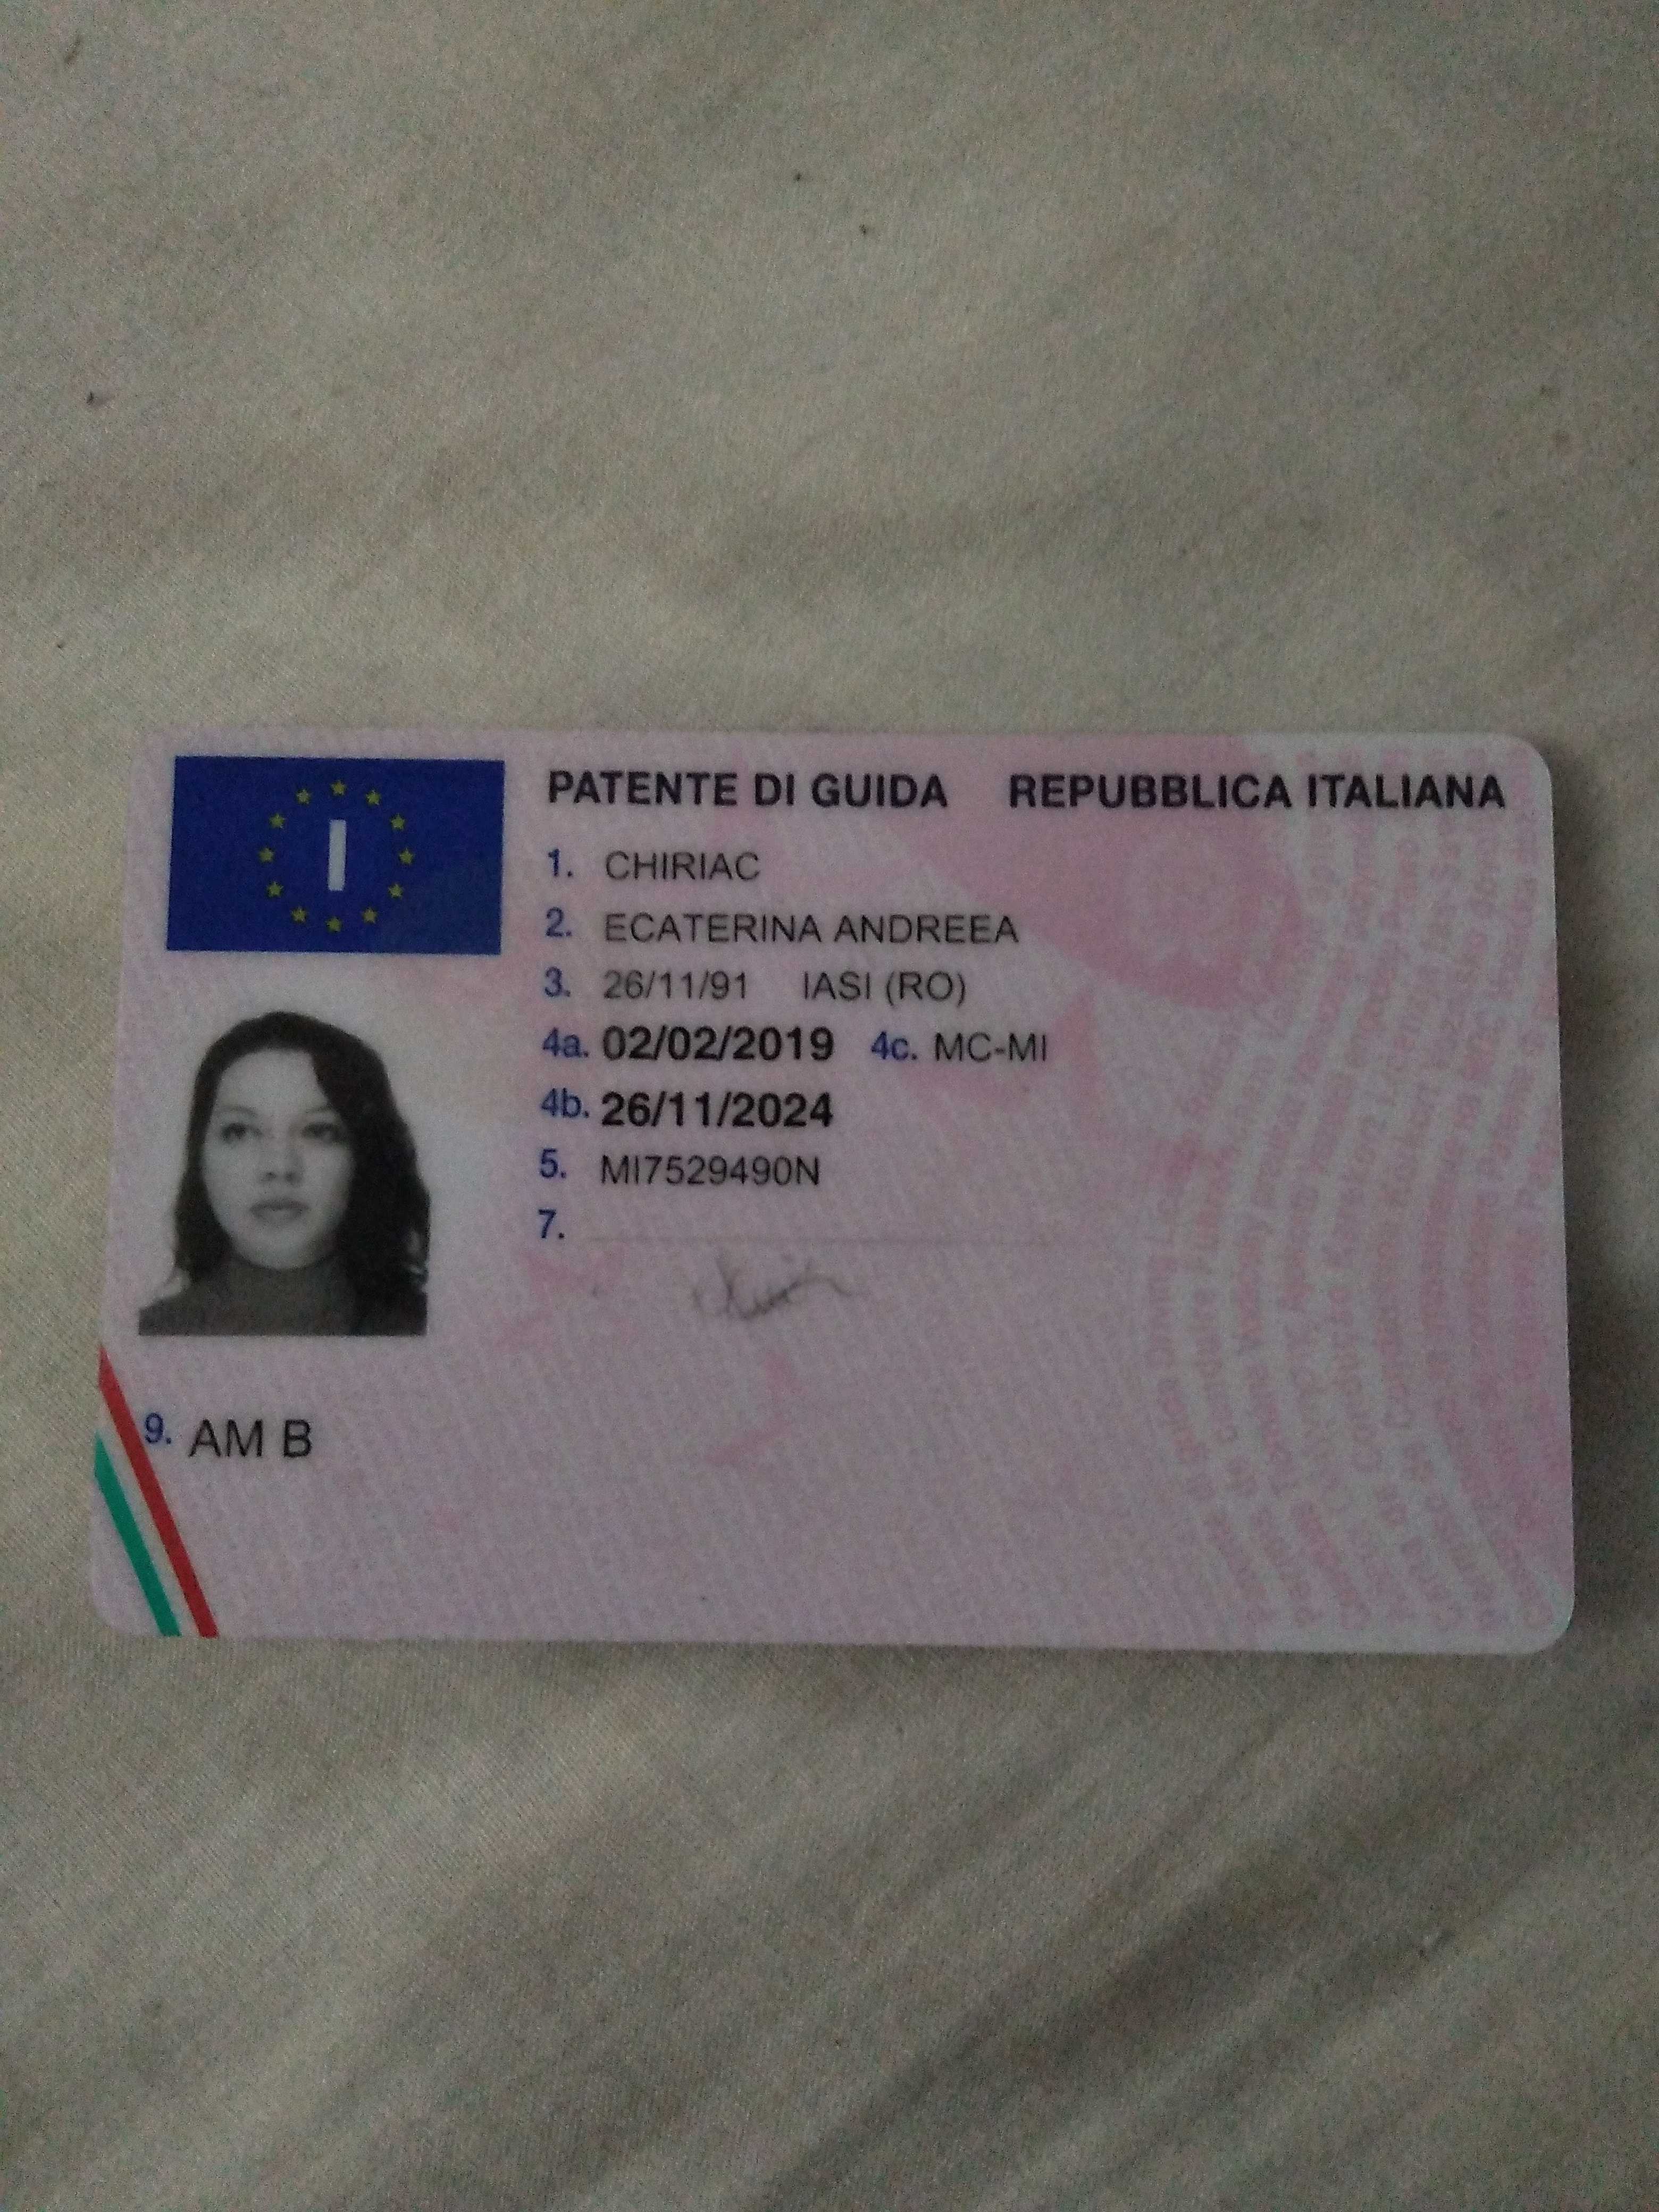 I
PATENTE DI GUIDA REPUBBLICA ITALIANA
1. CHIRIAC
2. ECATERINA ANDREEA
3. 26/11/91 IASI (RO)
4a. 02/02/2019 4c. MC-MI
4b. 26/11/2024
5. MI7529490N
7.
9. AM B